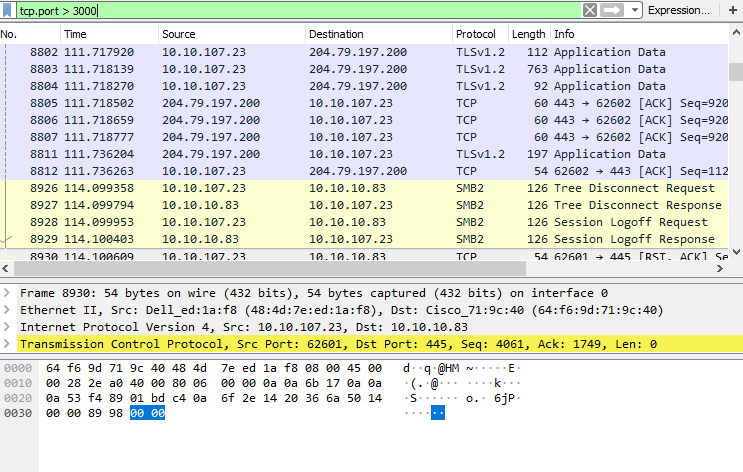 tcp.port > 3000
Expression…
+
No. Time Source Destination Protocol Length Info
8802 111.717920 10.10.107.23 204.79.197.200 TLSv1.2 112 Application Data
8803 111.718139 10.10.107.23 204.79.197.200 TLSv1.2 763 Application Data
8804 111.718270 10.10.107.23 204.79.197.200 TLSv1.2 92 Application Data
8805 111.718502 204.79.197.200 10.10.107.23 TCP 60 443 → 62602 [ACK] Seq=920
8806 111.718659 204.79.197.200 10.10.107.23 TCP 60 443 → 62602 [ACK] Seq=920
8807 111.718777 204.79.197.200 10.10.107.23 TCP 60 443 → 62602 [ACK] Seq=920
8811 111.736204 204.79.197.200 10.10.107.23 TLSv1.2 197 Application Data
8812 111.736263 10.10.107.23 204.79.197.200 TCP 54 62602 → 443 [ACK] Seq=112
8926 114.099358 10.10.107.23 10.10.10.83 SMB2 126 Tree Disconnect Request
8927 114.099794 10.10.10.83 10.10.107.23 SMB2 126 Tree Disconnect Response
8928 114.099953 10.10.107.23 10.10.10.83 SMB2 126 Session Logoff Request
8929 114.100403 10.10.10.83 10.10.107.23 SMB2 126 Session Logoff Response
8930 114.100609 10.10.107.23 10.10.10.83 TCP 54 62601 → 445 [RST, ACK] Se
Frame 8930: 54 bytes on wire (432 bits), 54 bytes captured (432 bits) on interface 0
Ethernet II, Src: Dell_ed:1a:f8 (48:4d:7e:ed:1a:f8), Dst: Cisco_71:9c:40 (64:f6:9d:71:9c:40)
Internet Protocol Version 4, Src: 10.10.107.23, Dst: 10.10.10.83
Transmission Control Protocol, Src Port: 62601, Dst Port: 445, Seq: 4061, Ack: 1749, Len: 0
0000 64 f6 9d 71 9c 40 48 4d 7e ed 1a f8 08 00 45 00 d··q·@HM ~·····E·
0010 00 28 2e a0 40 00 80 06 00 00 0a 0a 6b 17 0a 0a ·(.·@··· ····k···
0020 0a 53 f4 89 01 bd c4 0a 6f 2e 14 20 36 6a 50 14 ·S······ o.· 6jP·
0030 00 00 89 98 00 00 ······